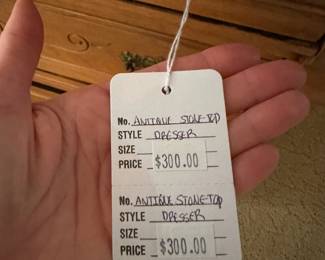 No. ANTIQUE STONE-TOP
STYLE DRESSER
SIZE
PRICE $300.00
No. ANTIQUE STONE-TOP
STYLE DRESSER
SIZE
PRICE $300.00